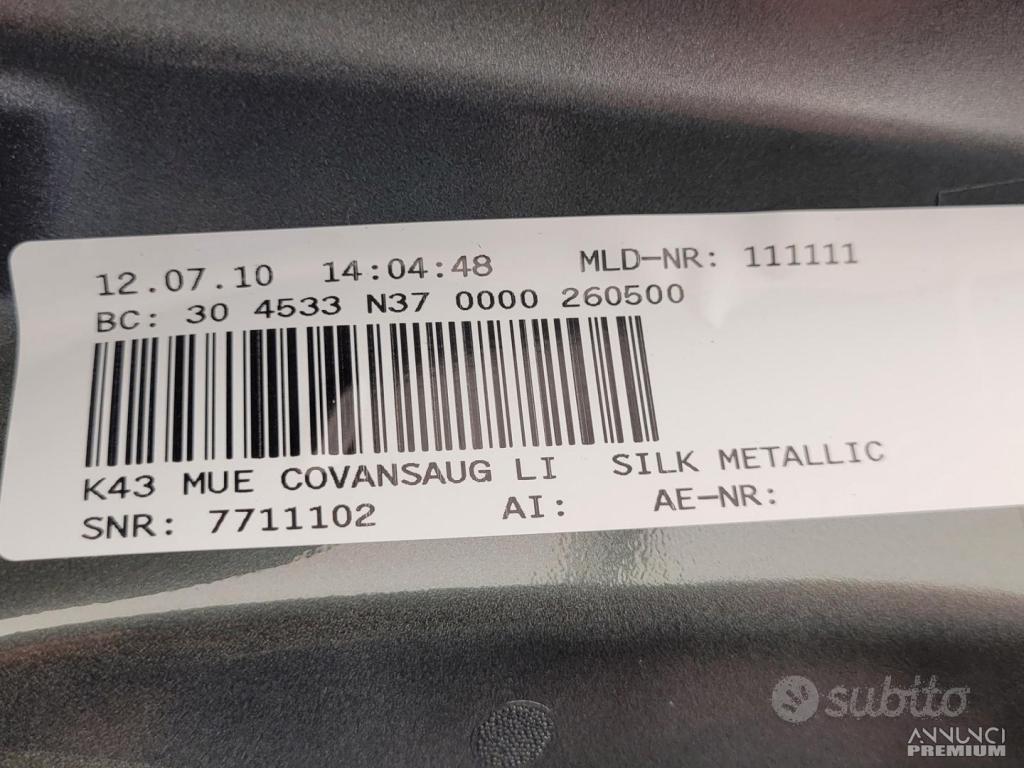 12.07.10 14:04:48 MLD-NR: 111111
BC: 30 4533 N37 0000 260500
K43 MUE COVANSAUG LI SILK METALLIC
SNR: 7711102 AI: AE-NR:
subito
ANNUNCI
PREMIUM